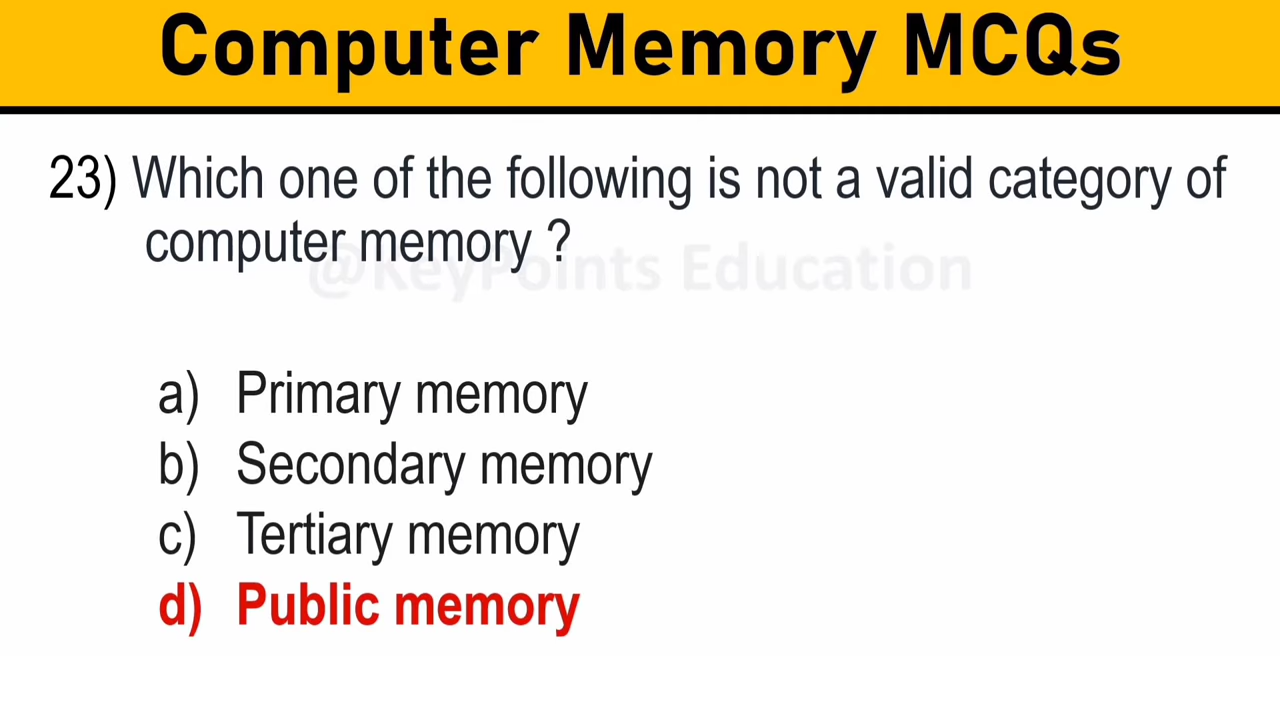 Computer Memory MCQs
23) Which one of the following is not a valid category of
computer memory ?
@KeyPoints Education
a) Primary memory
b) Secondary memory
c) Tertiary memory
d) Public memory